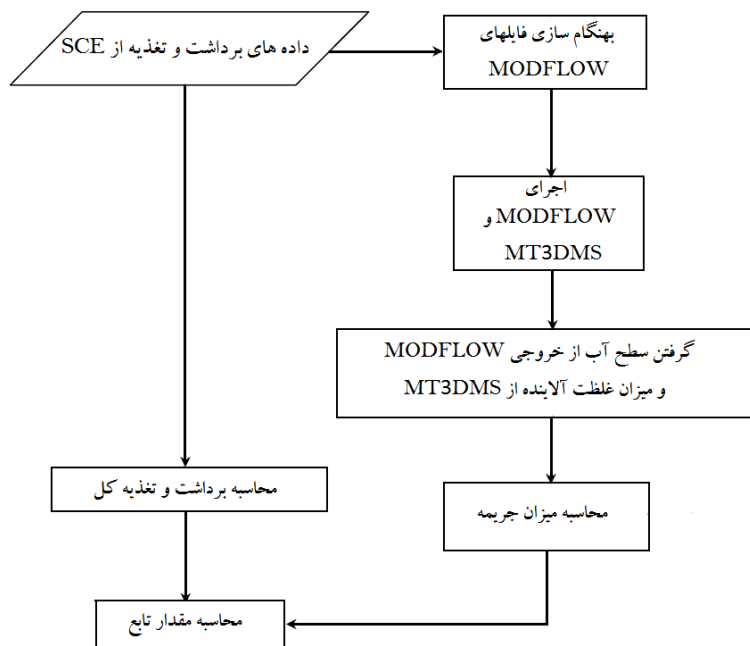 داده های برداشت و تغذیه از SCE
بهنگام سازی فایلهای
MODFLOW
اجرای
MODFLOW و
MT3DMS
گرفتن سطح آب از خروجی MODFLOW
و میزان غلظت آلاینده از MT3DMS
محاسبه برداشت و تغذیه کل
محاسبه میزان جریمه
محاسبه مقدار تابع